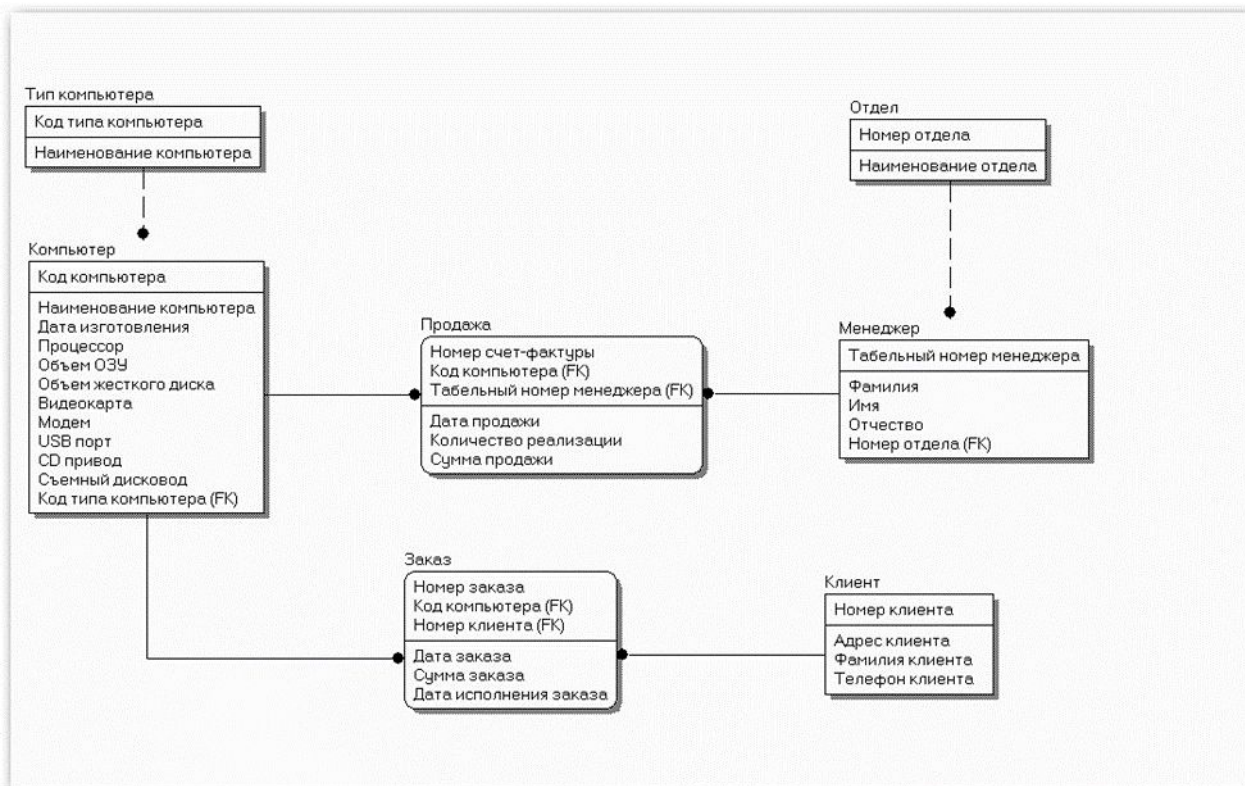 Тип компьютера
Код типа компьютера
Наименование компьютера
Отдел
Номер отдела
Наименование отдела
Компьютер
Код компьютера
Наименование компьютера
Дата изготовления
Процессор
Объем ОЗУ
Объем жесткого диска
Видеокарта
Модем
USB порт
CD привод
Съемный дисковод
Код типа компьютера (FK)
Продажа
Номер счет-фактуры
Код компьютера (FK)
Табельный номер менеджера (FK)
Дата продажи
Количество реализации
Сумма продажи
Менеджер
Табельный номер менеджера
Фамилия
Имя
Отчество
Номер отдела (FK)
Заказ
Номер заказа
Код компьютера (FK)
Номер клиента (FK)
Дата заказа
Сумма заказа
Дата исполнения заказа
Клиент
Номер клиента
Адрес клиента
Фамилия клиента
Телефон клиента